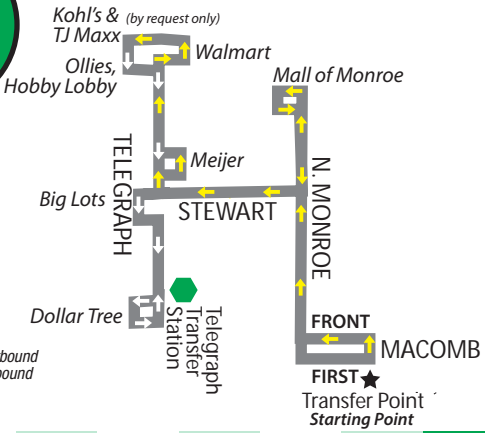 Kohl's & (by request only)
TJ Maxx
Walmart
Ollies,
Hobby Lobby
Mall of Monroe
TELEGRAPH
Meijer
N. MONROE
Big Lots
STEWART
Dollar Tree
Telegraph
Transfer
Station
FRONT
MACOMB
FIRST
Transfer Point
Starting Point
bound
ound